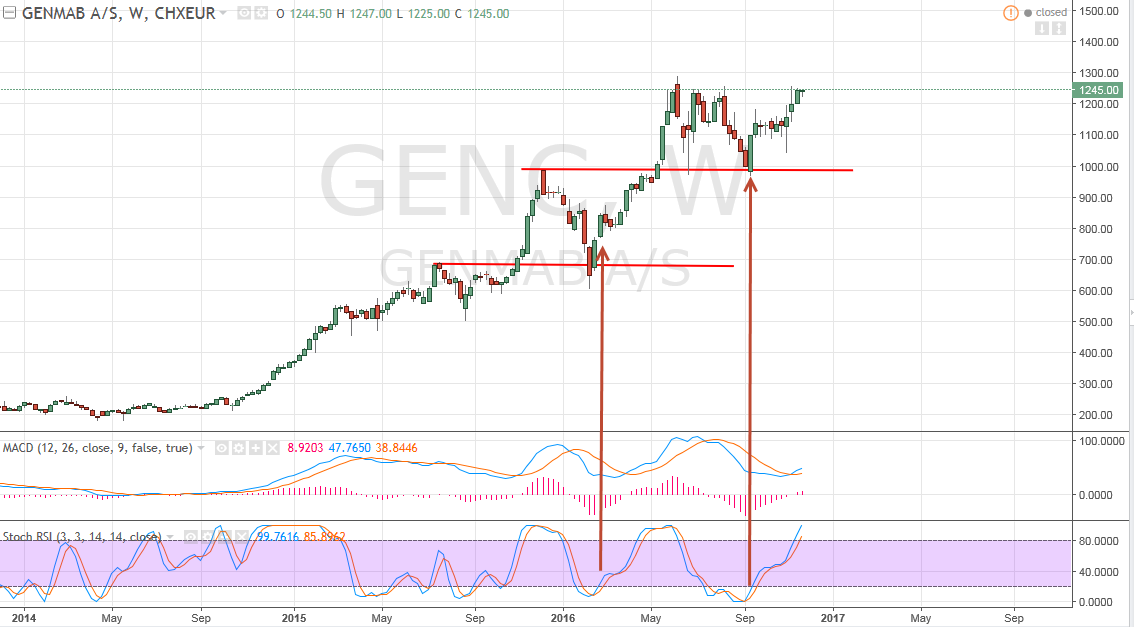 GENMAB A/S, W, CHXEUR O 1244.50 H 1247.00 L 1225.00 C 1245.00
closed
GENC, W
GENMAB A/S
1500.00
1400.00
1300.00
1245.00
1200.00
1100.00
1000.00
900.00
800.00
700.00
600.00
500.00
400.00
300.00
200.00
MACD (12, 26, close, 9, false, true) 8.9203 47.7650 38.8446
100.0000
0.0000
Stoch RSI (3, 3, 14, 14, close) 99.7616 85.8962
80.0000
40.0000
0.0000
2014 May Sep 2015 May Sep 2016 May Sep 2017 May Sep